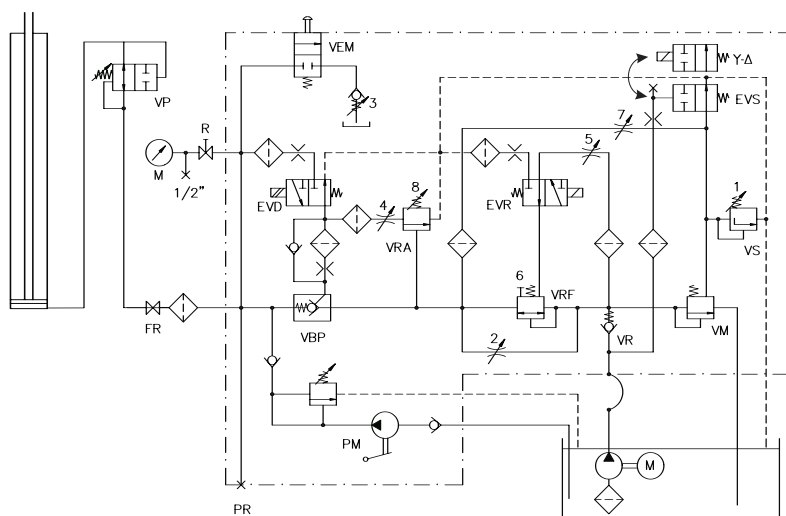 VEM
Y-Δ
VP
3
EVS
7
R
5
M
1/2"
4
8
1
EVD
EVR
VRA
VS
6
VRF
FR
VBP
2
VR
VM
PM
M
PR